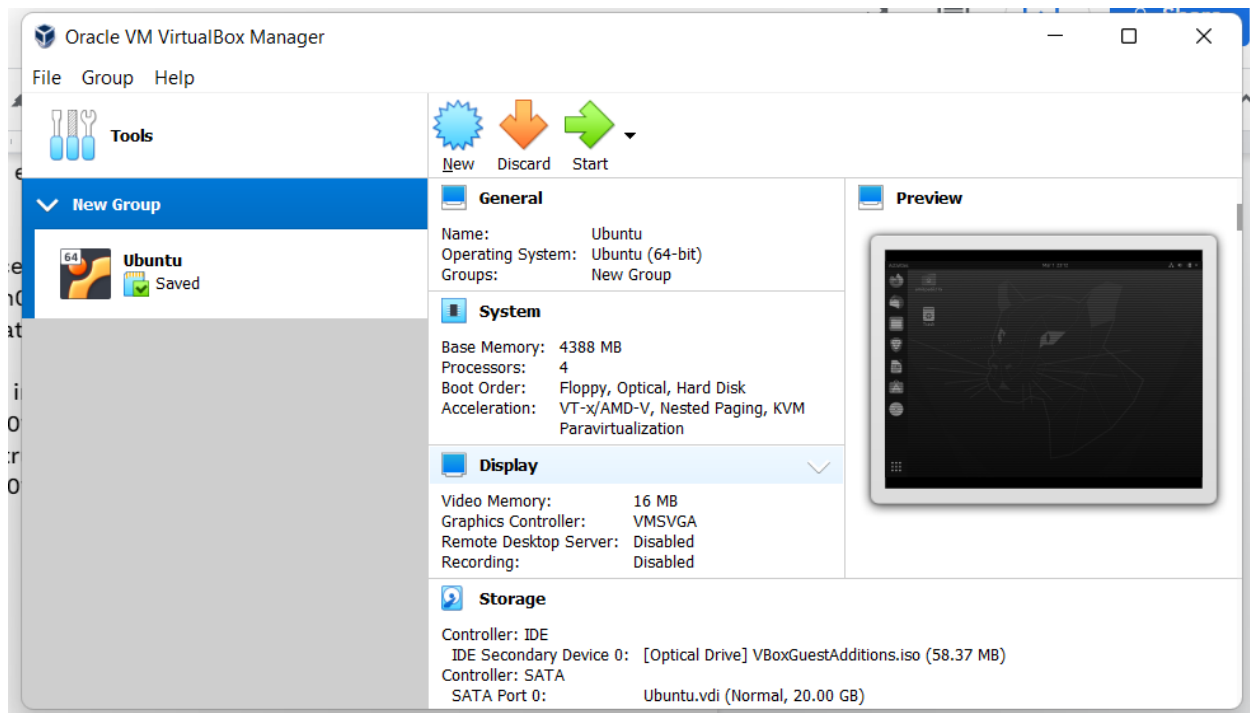 Share
Oracle VM VirtualBox Manager
File Group Help
Tools
New Discard Start
New Group
64
Ubuntu
Saved
General
Name: Ubuntu
Operating System: Ubuntu (64-bit)
Groups: New Group
System
Base Memory: 4388 MB
Processors: 4
Boot Order: Floppy, Optical, Hard Disk
Acceleration: VT-x/AMD-V, Nested Paging, KVM
Paravirtualization
Display
Video Memory: 16 MB
Graphics Controller: VMSVGA
Remote Desktop Server: Disabled
Recording: Disabled
Preview
Storage
Controller: IDE
IDE Secondary Device 0: [Optical Drive] VBoxGuestAdditions.iso (58.37 MB)
Controller: SATA
SATA Port 0: Ubuntu.vdi (Normal, 20.00 GB)